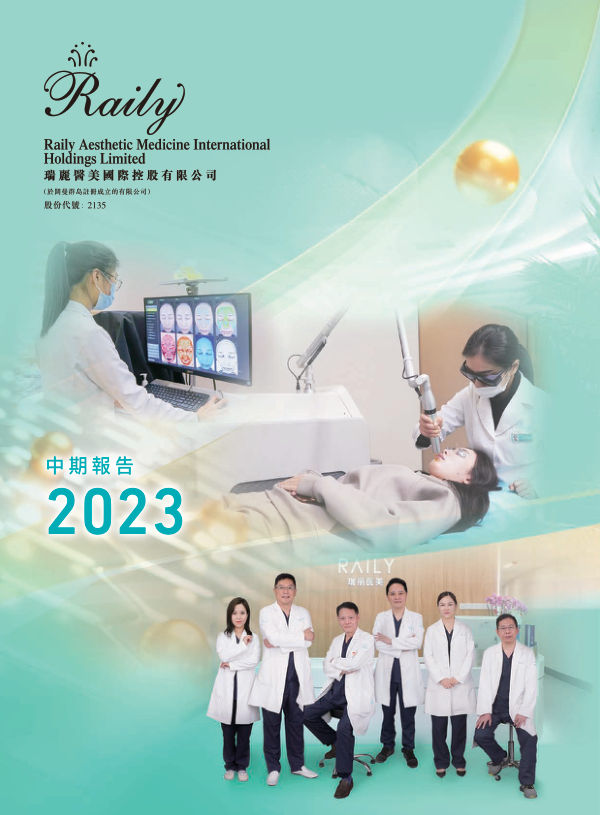 Raily
Raily Aesthetic Medicine International
Holdings Limited
瑞麗醫美國際控股有限公司
(於開曼群島註冊成立的有限公司)
股份代號: 2135
中期報告
2023
RAILY
瑞丽医美